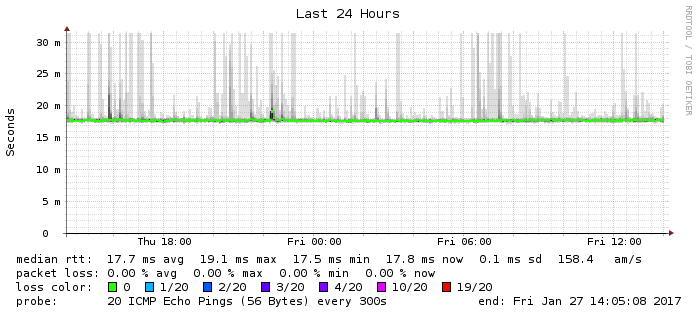 Last 24 Hours
RRDTOOL / TOBI OETIKER
Seconds
30 m
25 m
20 m
15 m
10 m
5 m
0
Thu 18:00 Fri 00:00 Fri 06:00 Fri 12:00
median rtt: 17.7 ms avg 19.1 ms max 17.5 ms min 17.8 ms now 0.1 ms sd 158.4 am/s
packet loss: 0.00 % avg 0.00 % max 0.00 % min 0.00 % now
loss color: 0 1/20 2/20 3/20 4/20 10/20 19/20
probe: 20 ICMP Echo Pings (56 Bytes) every 300s end: Fri Jan 27 14:05:08 2017